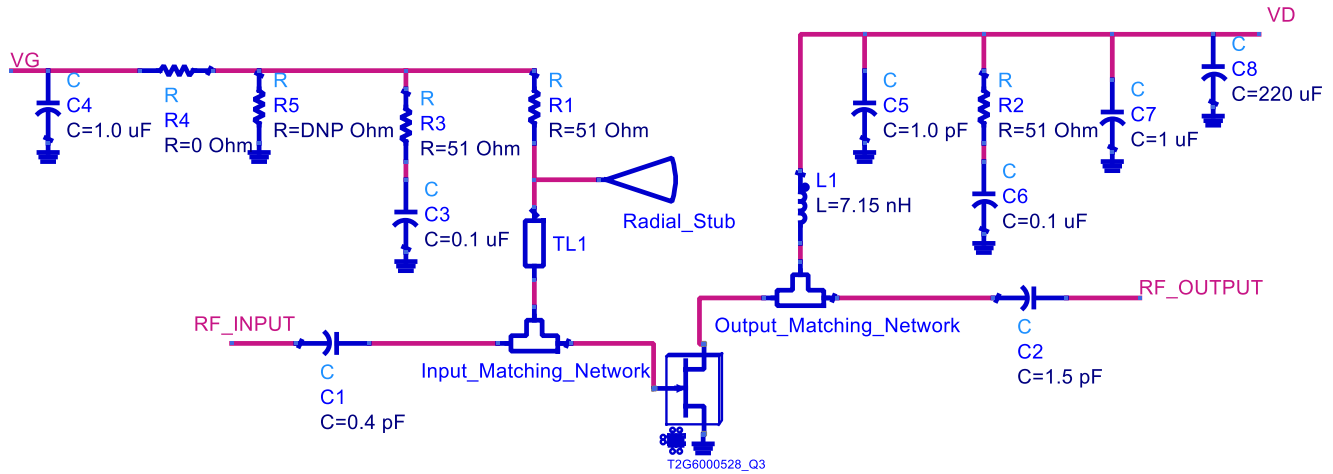 VG
C
C4
C=1.0 uF
R
R4
R=0 Ohm
R
R5
R=DNP Ohm
R
R3
R=51 Ohm
C
C3
C=0.1 uF
R
R1
R=51 Ohm
Radial_Stub
TL1
RF_INPUT
C
C1
C=0.4 pF
Input_Matching_Network
T2G6000528_Q3
VD
C
C5
C=1.0 pF
R
R2
R=51 Ohm
C
C6
C=0.1 uF
C
C7
C=1 uF
C
C8
C=220 uF
L1
L=7.15 nH
Output_Matching_Network
C
C2
C=1.5 pF
RF_OUTPUT